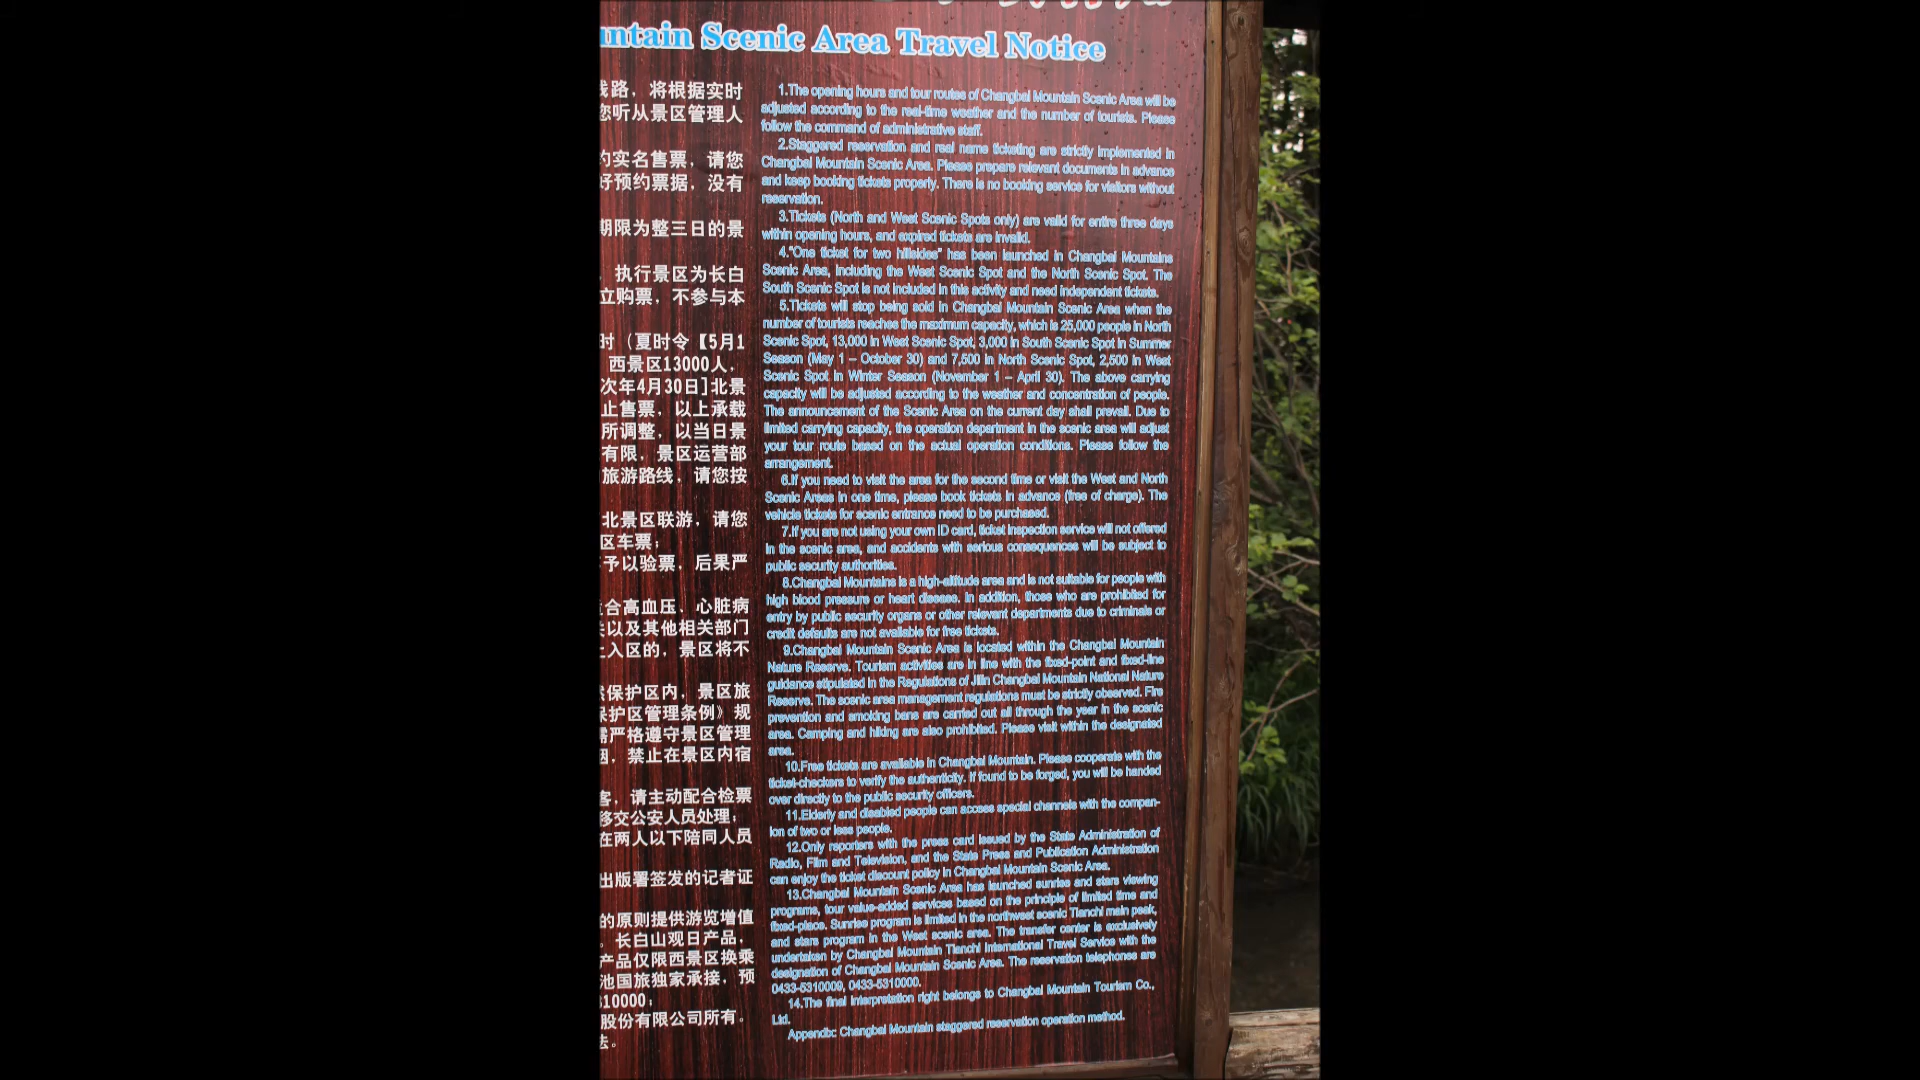 untain Scenic Area Travel Notice
路，将根据实时
您听从景区管理人
约实名售票，请您
好预约票据，没有
期限为整三日的景
执行景区为长白
立购票，不参与本
时（夏时令【5月1
西景区13000人，
次年4月30日]北景
止售票，以上承载
所调整，以当日景
有限，景区运营部
旅游路线，请您按
北景区联游，请您
区车票；
予以验票，后果严
合高血压、心脏病
以及其他相关部门
入区的，景区将不
保护区内，景区旅
保护区管理条例》规
需严格遵守景区管理
，禁止在景区内宿
客，请主动配合检票
移交公安人员处理；
在两人以下陪同人员
出版署签发的记者证
的原则提供游览增值
。长白山观日产品，
产品仅限西景区换乘
池国旅独家承接，预
310000；
股份有限公司所有。
法。
1.The opening hours and tour routes of Changbai Mountain Scenic Area will be
adjusted according to the real-time weather and the number of tourists. Please
follow the command of administrative staff.
2.Staggered reservation and real name ticketing are strictly implemented in
Changbai Mountain Scenic Area. Please prepare relevant documents in advance
and keep booking tickets properly. There is no booking service for visitors without
reservation.
3.Tickets (North and West Scenic Spots only) are valid for entire three days
within opening hours, and expired tickets are invalid.
4."One ticket for two hillsides" has been launched in Changbai Mountains
Scenic Area, including the West Scenic Spot and the North Scenic Spot. The
South Scenic Spot is not included in this activity and need independent tickets.
5.Tickets will stop being sold in Changbai Mountain Scenic Area when the
number of tourists reaches the maximum capacity, which is 25,000 people in North
Scenic Spot, 13,000 in West Scenic Spot, 3,000 in South Scenic Spot in Summer
Season (May 1 – October 30) and 7,500 in North Scenic Spot, 2,500 in West
Scenic Spot in Winter Season (November 1 – April 30). The above carrying
capacity will be adjusted according to the weather and concentration of people.
The announcement of the Scenic Area on the current day shall prevail. Due to
limited carrying capacity, the operation department in the scenic area will adjust
your tour route based on the actual operation conditions. Please follow the
arrangement.
6.If you need to visit the area for the second time or visit the West and North
Scenic Areas in one time, please book tickets in advance (free of charge). The
vehicle tickets for scenic entrance need to be purchased.
7.If you are not using your own ID card, ticket inspection service will not offered
in the scenic area, and accidents with serious consequences will be subject to
public security authorities.
8.Changbai Mountains is a high-altitude area and is not suitable for people with
high blood pressure or heart disease. In addition, those who are prohibited for
entry by public security organs or other relevant departments due to criminals or
credit defaults are not available for free tickets.
9.Changbai Mountain Scenic Area is located within the Changbai Mountain
Nature Reserve. Tourism activities are in line with the fixed-point and fixed-line
guidance stipulated in the Regulations of Jilin Changbai Mountain National Nature
Reserve. The scenic area management regulations must be strictly observed. Fire
prevention and smoking bans are carried out all through the year in the scenic
area. Camping and hiking are also prohibited. Please visit within the designated
area.
10.Free tickets are available in Changbai Mountain. Please cooperate with the
ticket-checkers to verify the authenticity. If found to be forged, you will be handed
over directly to the public security officers.
11.Elderly and disabled people can access special channels with the compan-
ion of two or less people.
12.Only reporters with the press card issued by the State Administration of
Radio, Film and Television, and the State Press and Publication Administration
can enjoy the ticket discount policy in Changbai Mountain Scenic Area.
13.Changbai Mountain Scenic Area has launched sunrise and stars viewing
programs, tour value-added services based on the principle of limited time and
fixed-place. Sunrise program is limited in the northwest scenic Tianchi main peak,
and stars program in the West scenic area. The transfer center is exclusively
undertaken by Changbai Mountain Tianchi International Travel Service with the
designation of Changbai Mountain Scenic Area. The reservation telephones are
0433-5310009, 0433-5310000.
14.The final interpretation right belongs to Changbai Mountain Tourism Co.,
Ltd.
Appendix: Changbai Mountain staggered reservation operation method.